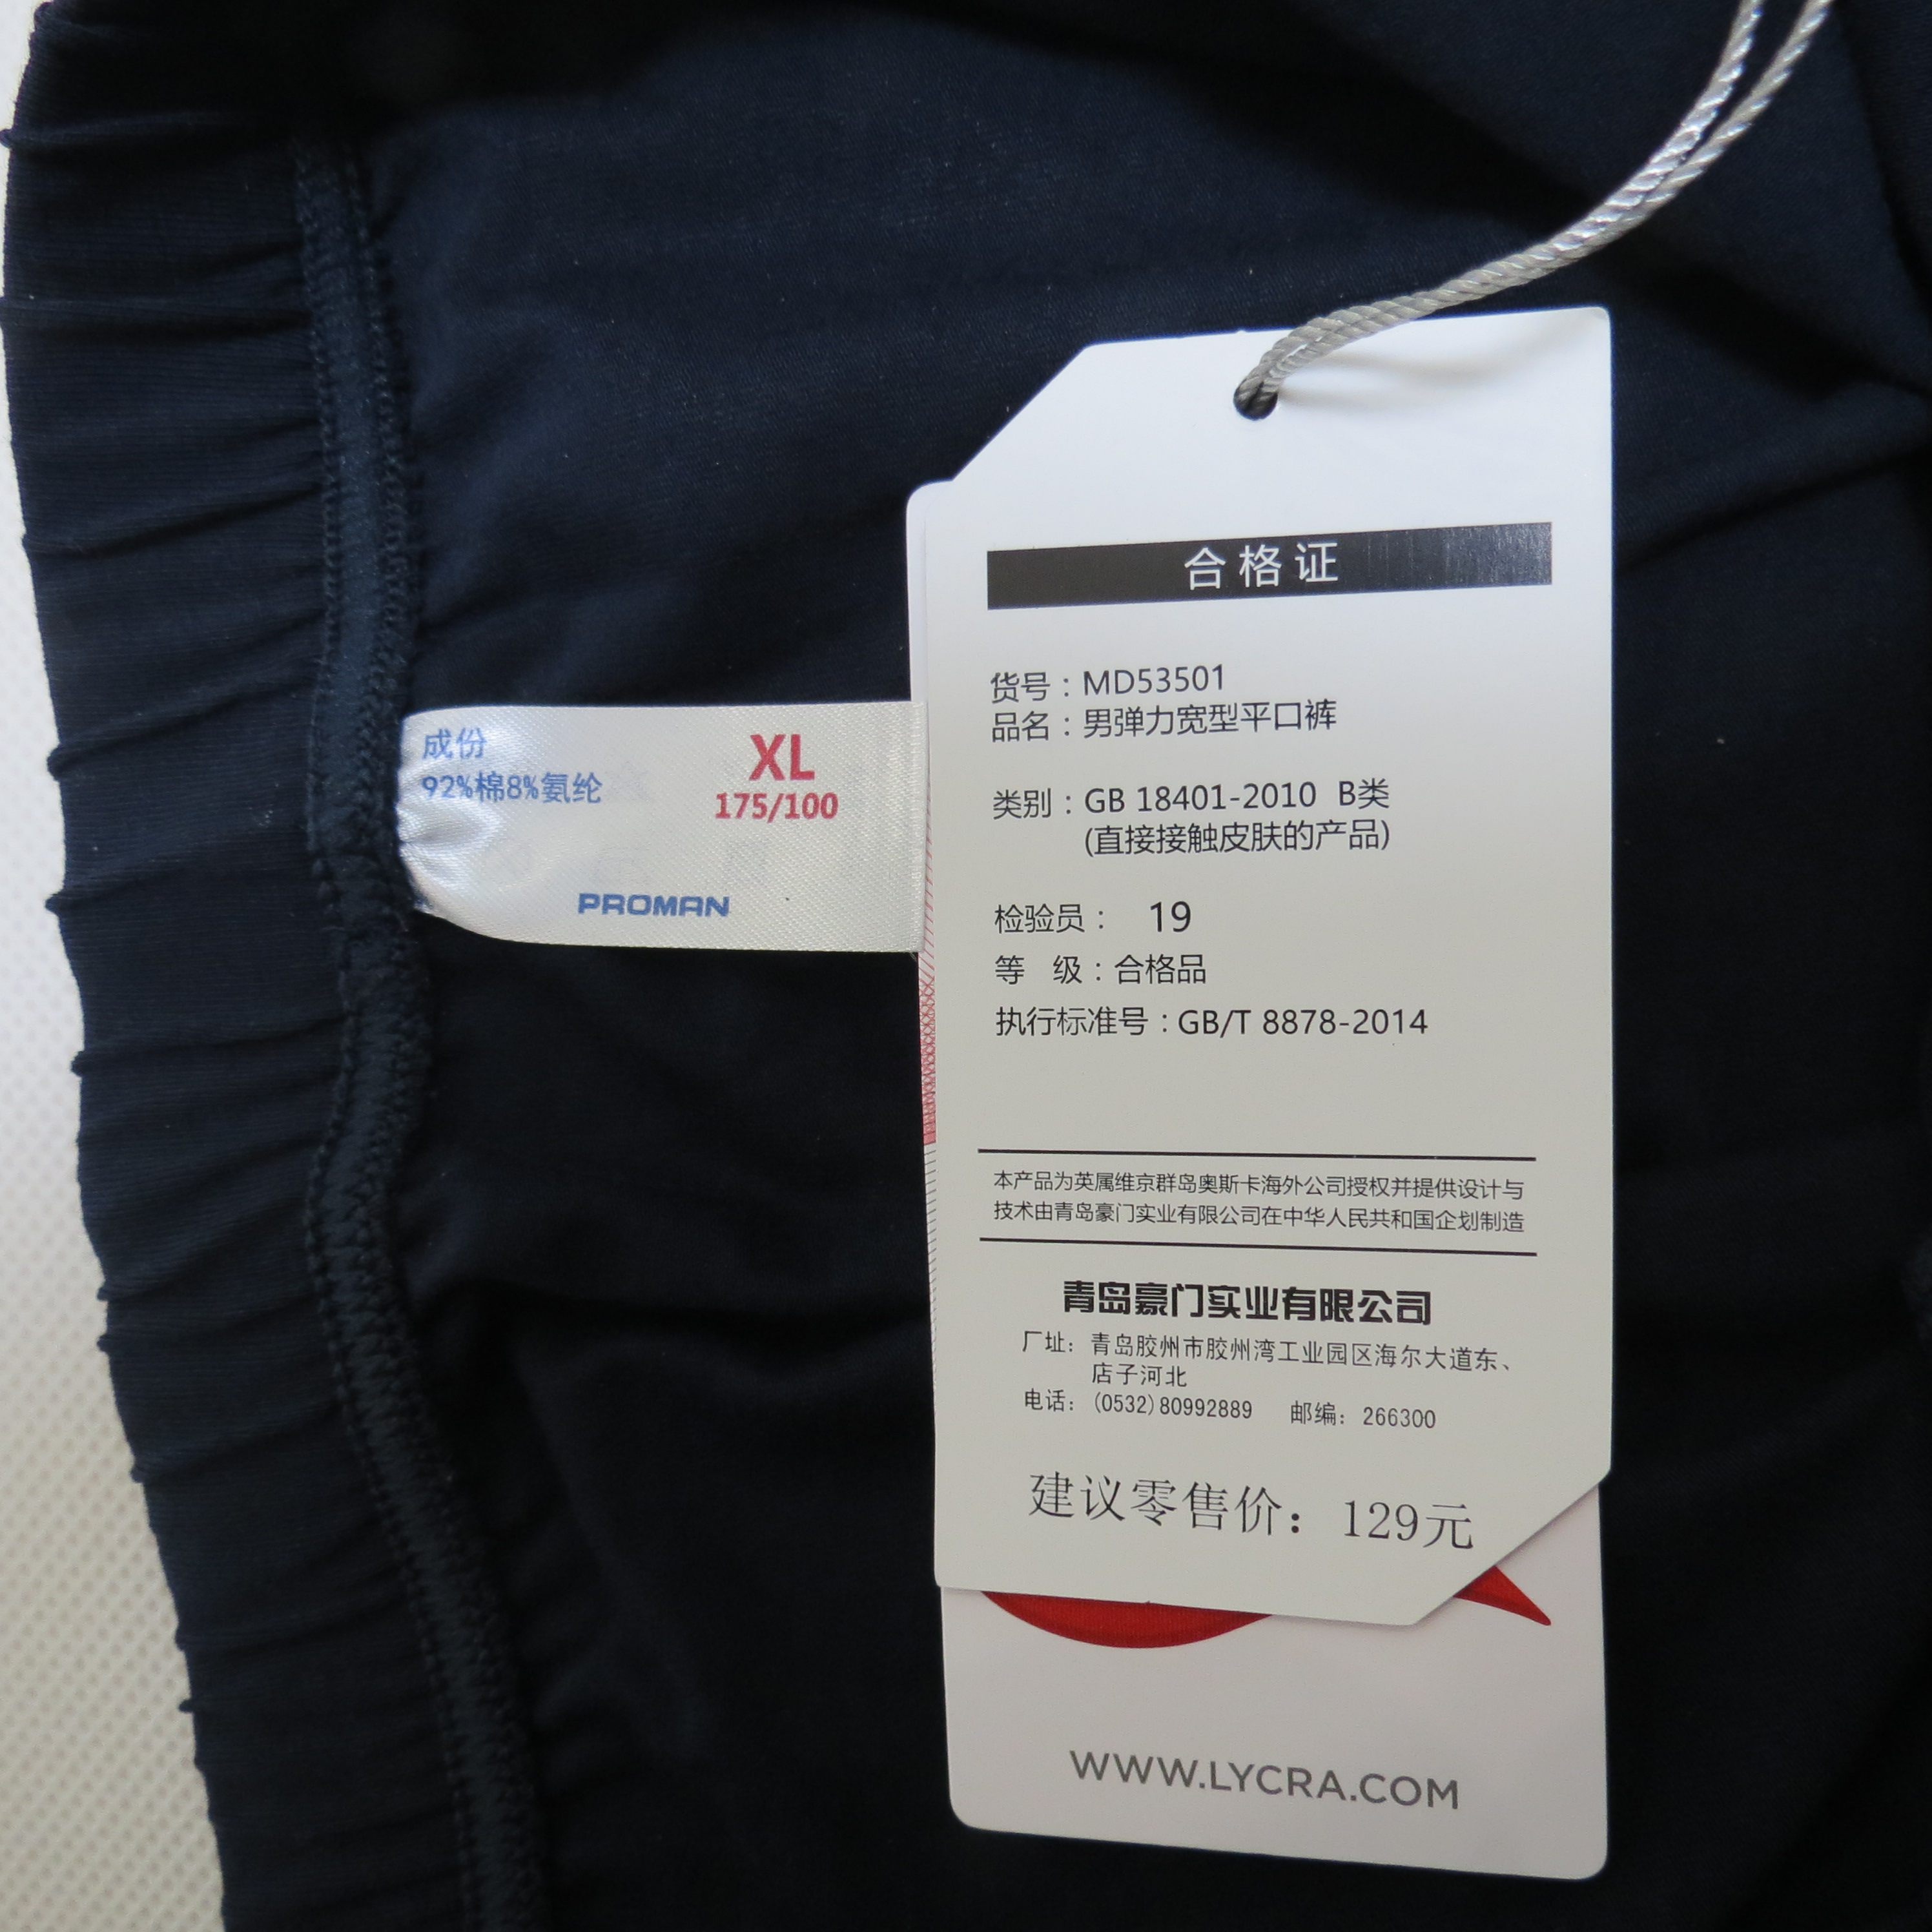 成份
92%棉8%氨纶
XL
175/100
PROMAN
合格证
货号：MD53501
品名：男弹力宽型平口裤
类别：GB 18401-2010 B类
(直接接触皮肤的产品)
检验员： 19
等 级：合格品
执行标准号：GB/T 8878-2014
本产品为英属维京群岛奥斯卡海外公司授权并提供设计与
技术由青岛豪门实业有限公司在中华人民共和国企划制造
青岛豪门实业有限公司
厂址：青岛胶州市胶州湾工业园区海尔大道东、
店子河北
电话：(0532)80992889 邮编：266300
建议零售价：129元
WWW.LYCRA.COM